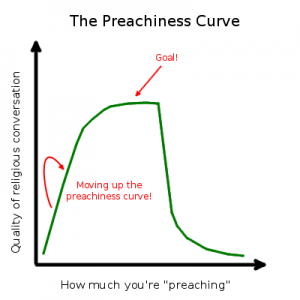 The Preachiness Curve
Goal!
Quality of religious conversation
Moving up the
preachiness curve!
How much you're "preaching"